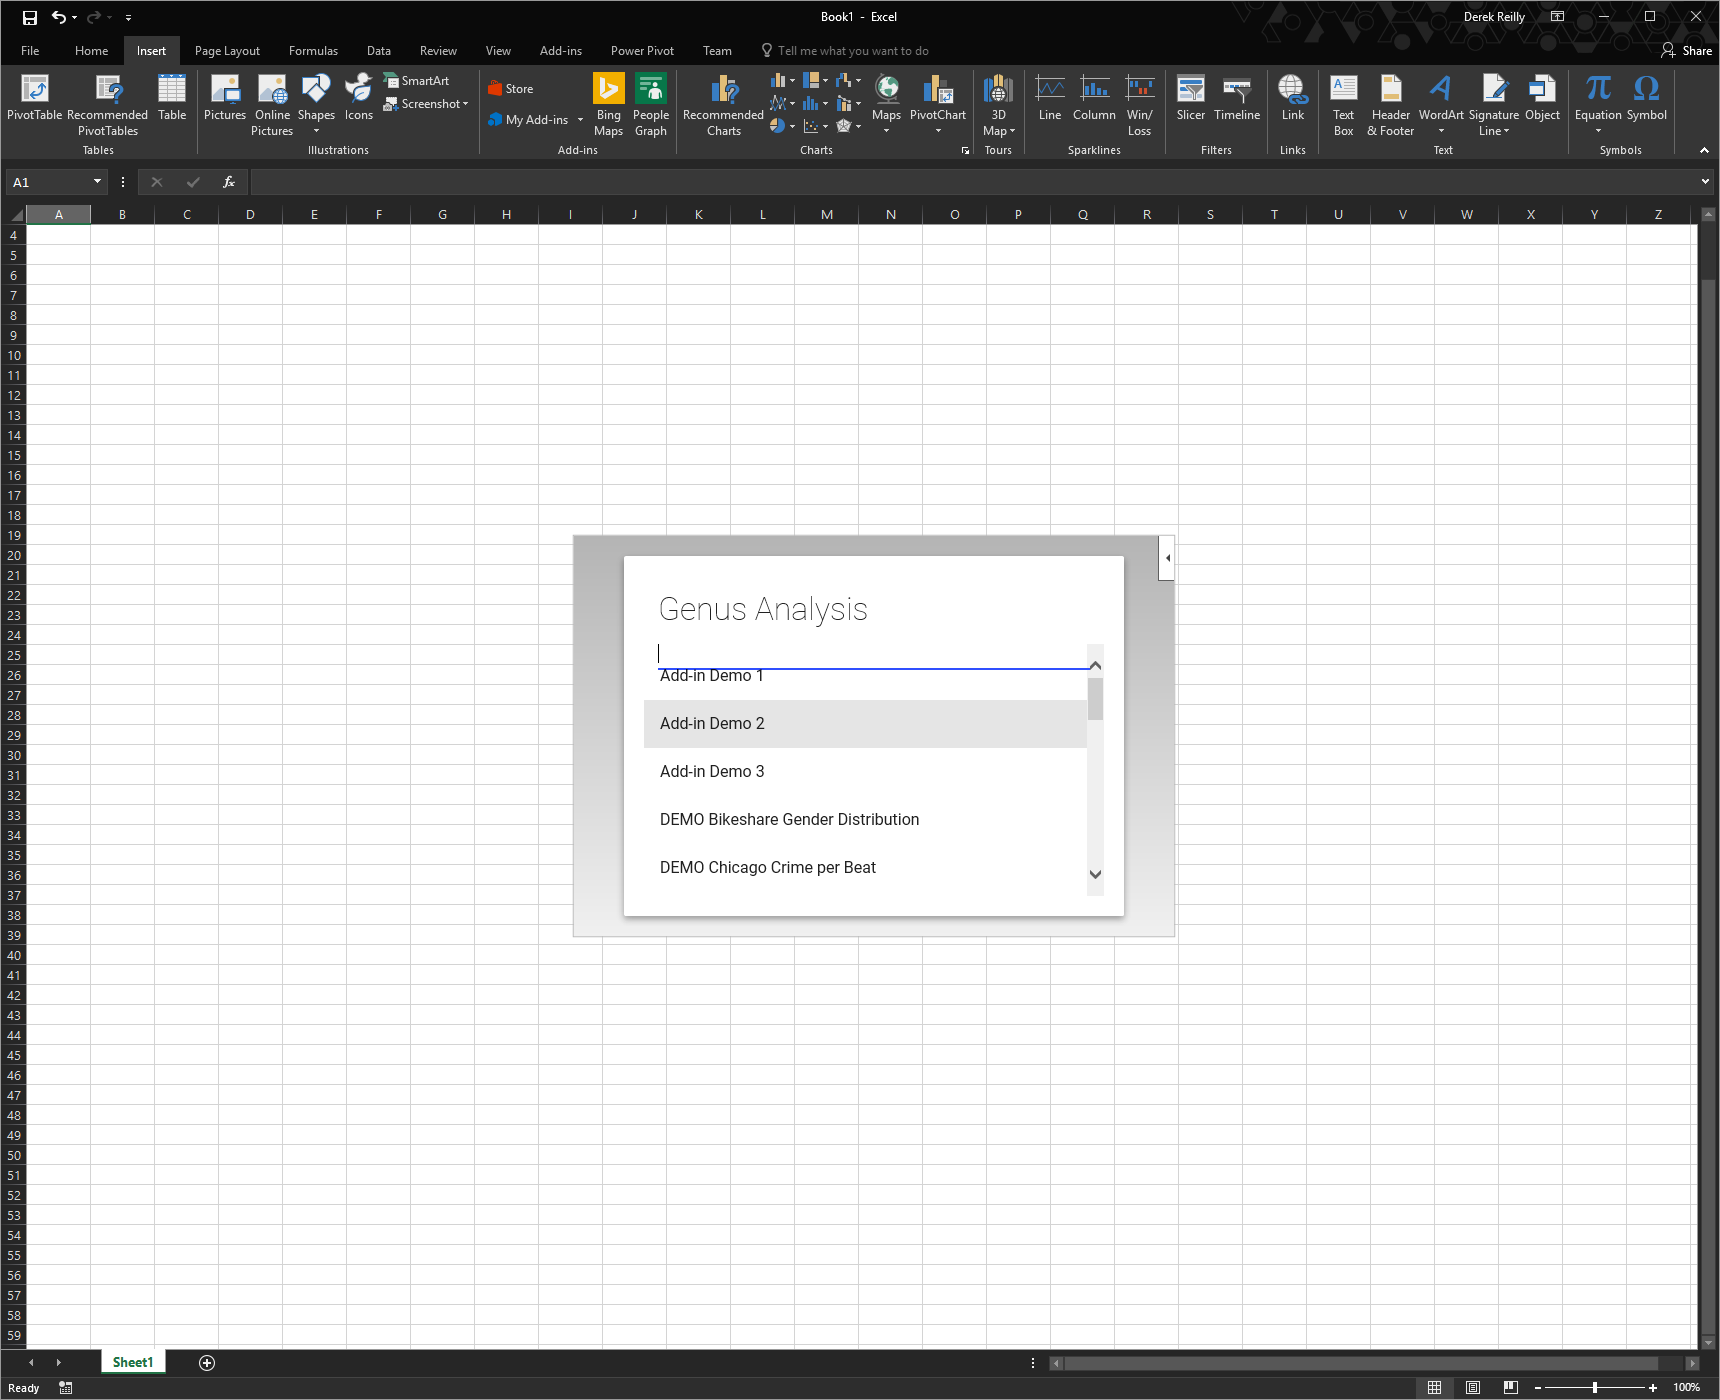 Book1 - Excel
Derek Reilly
File Home Insert Page Layout Formulas Data Review View Add-ins Power Pivot Team Tell me what you want to do Share
PivotTable
Recommended
PivotTables
Table
Tables
Pictures
Online
Pictures
Shapes
Icons
SmartArt
Screenshot
Illustrations
Store
My Add-ins
Bing
Maps
People
Graph
Add-ins
Recommended
Charts
Maps
PivotChart
Charts
3D
Map
Tours
Line
Column
Win/
Loss
Sparklines
Slicer
Timeline
Filters
Link
Links
Text
Box
Header
& Footer
WordArt
Signature
Line
Object
Text
Equation
Symbol
Symbols
A1
fx
A B C D E F G H I J K L M N O P Q R S T U V W X Y Z
4
5
6
7
8
9
10
11
12
13
14
15
16
17
18
19
20
21
22
23
24
25
26
27
28
29
30
31
32
33
34
35
36
37
38
39
40
41
42
43
44
45
46
47
48
49
50
51
52
53
54
55
56
57
58
59
Genus Analysis
Add-in Demo 1
Add-in Demo 2
Add-in Demo 3
DEMO Bikeshare Gender Distribution
DEMO Chicago Crime per Beat
Sheet1
Ready
100%